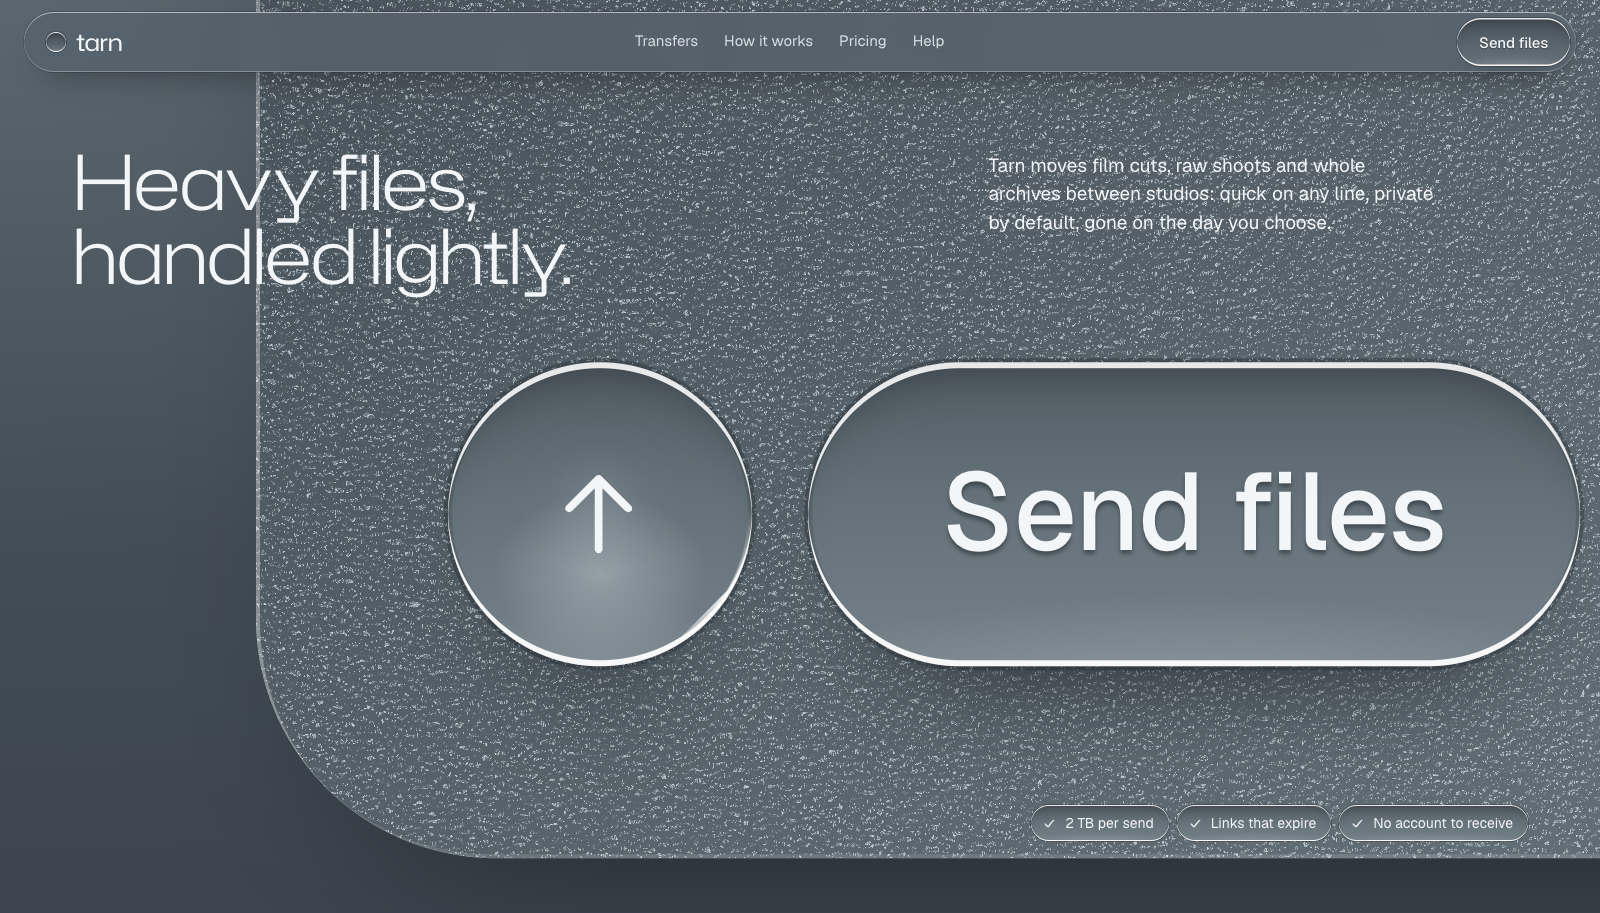 tarn
Transfers
How it works
Pricing
Help
Send files
Heavy files,
handled lightly.
Tarn moves film cuts, raw shoots and whole
archives between studios: quick on any line, private
by default, gone on the day you choose.
Send files
2 TB per send
Links that expire
No account to receive